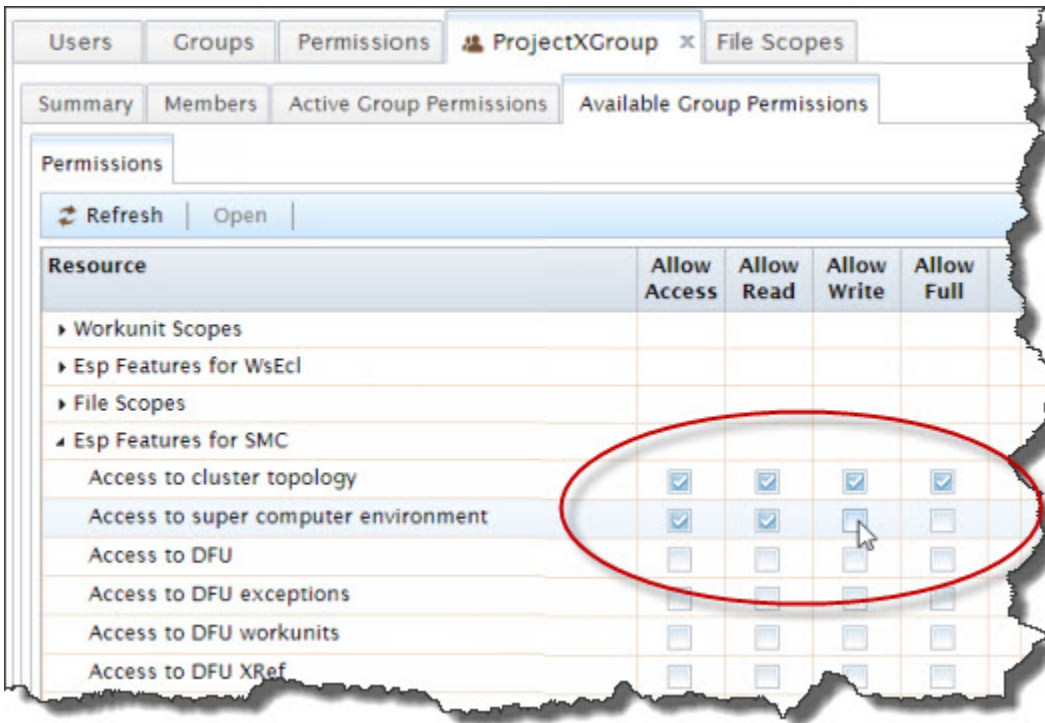 Users Groups Permissions ProjectXGroup x File Scopes
Summary Members Active Group Permissions Available Group Permissions
Permissions
Refresh Open
Resource Allow Access Allow Read Allow Write Allow Full
Workunit Scopes
Esp Features for WsEcl
File Scopes
Esp Features for SMC
Access to cluster topology
Access to super computer environment
Access to DFU
Access to DFU exceptions
Access to DFU workunits
Access to DFU XRef